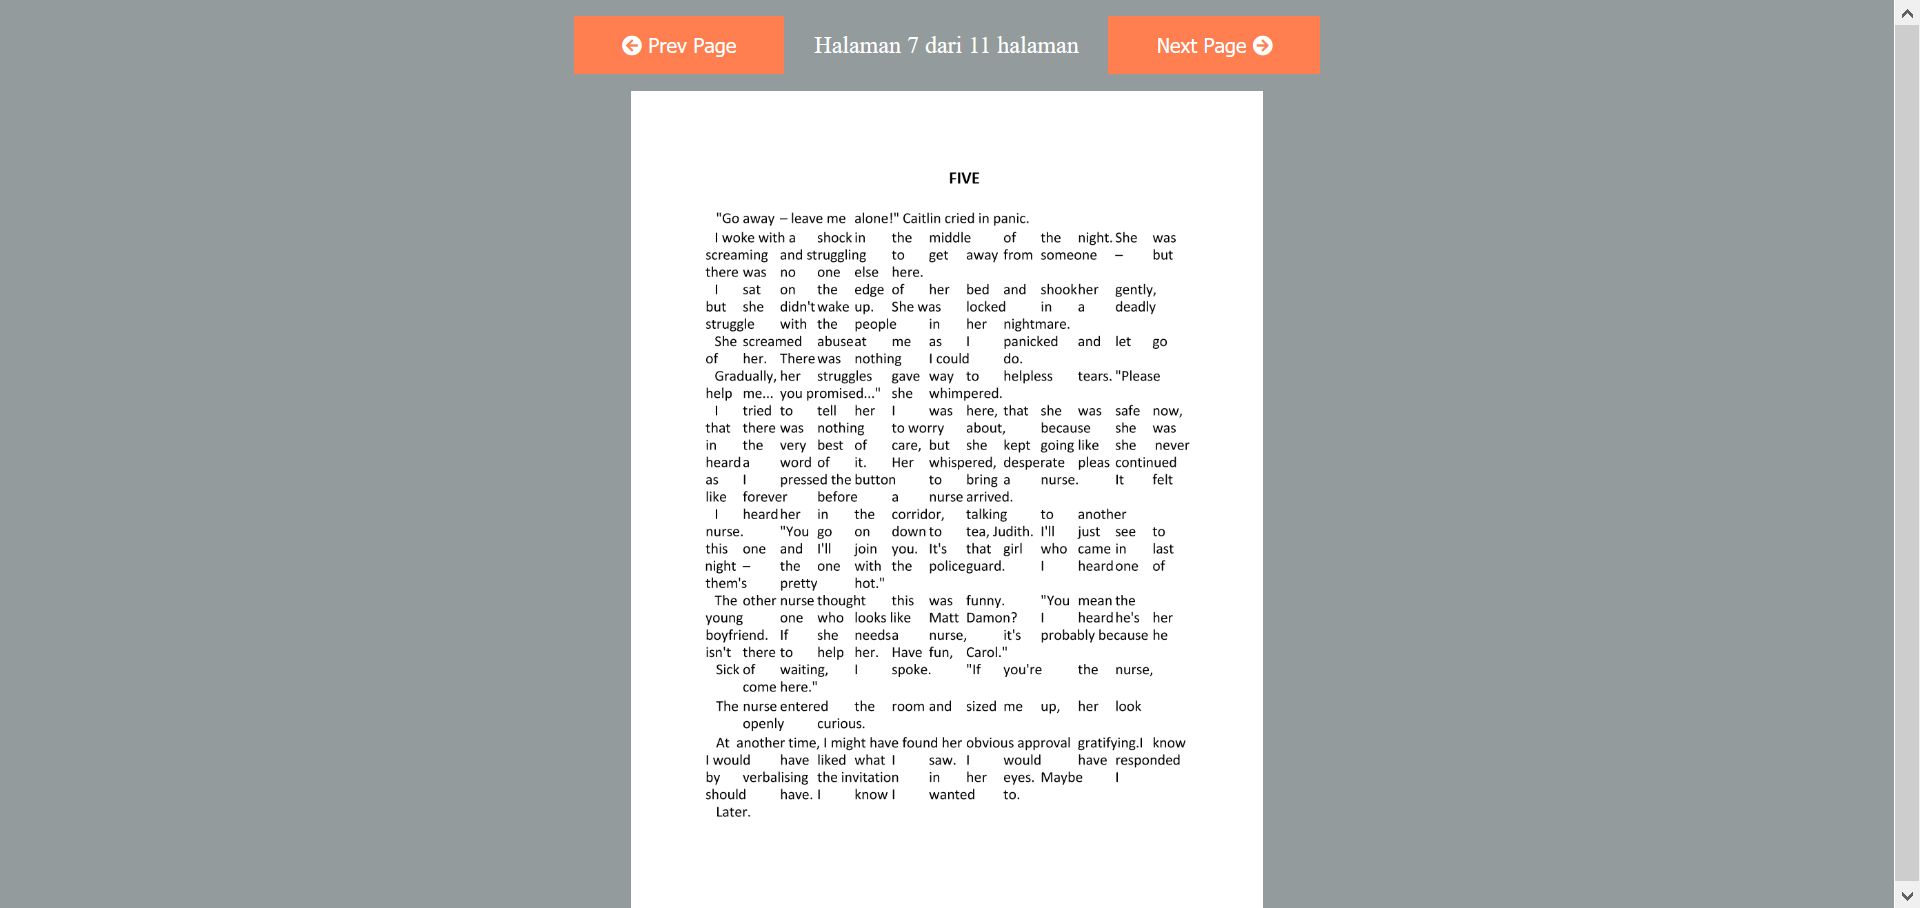 Prev Page
Halaman 7 dari 11 halaman
Next Page
FIVE
"Go away – leave me alone!" Caitlin cried in panic.
I woke with a shock in the middle of the night. She was
screaming and struggling to get away from someone – but
there was no one else here.
I sat on the edge of her bed and shook her gently,
but she didn't wake up. She was locked in a deadly
struggle with the people in her nightmare.
She screamed abuse at me as I panicked and let go
of her. There was nothing I could do.
Gradually, her struggles gave way to helpless tears. "Please
help me... you promised..." she whimpered.
I tried to tell her I was here, that she was safe now,
that there was nothing to worry about, because she was
in the very best of care, but she kept going like she never
heard a word of it. Her whispered, desperate pleas continued
as I pressed the button to bring a nurse. It felt
like forever before a nurse arrived.
I heard her in the corridor, talking to another
nurse. "You go on down to tea, Judith. I'll just see to
this one and I'll join you. It's that girl who came in last
night – the one with the police guard. I heard one of
them's pretty hot."
The other nurse thought this was funny. "You mean the
young one who looks like Matt Damon? I heard he's her
boyfriend. If she needs a nurse, it's probably because he
isn't there to help her. Have fun, Carol."
Sick of waiting, I spoke. "If you're the nurse,
come here."
The nurse entered the room and sized me up, her look
openly curious.
At another time, I might have found her obvious approval gratifying.I know
I would have liked what I saw. I would have responded
by verbalising the invitation in her eyes. Maybe I
should have. I know I wanted to.
Later.